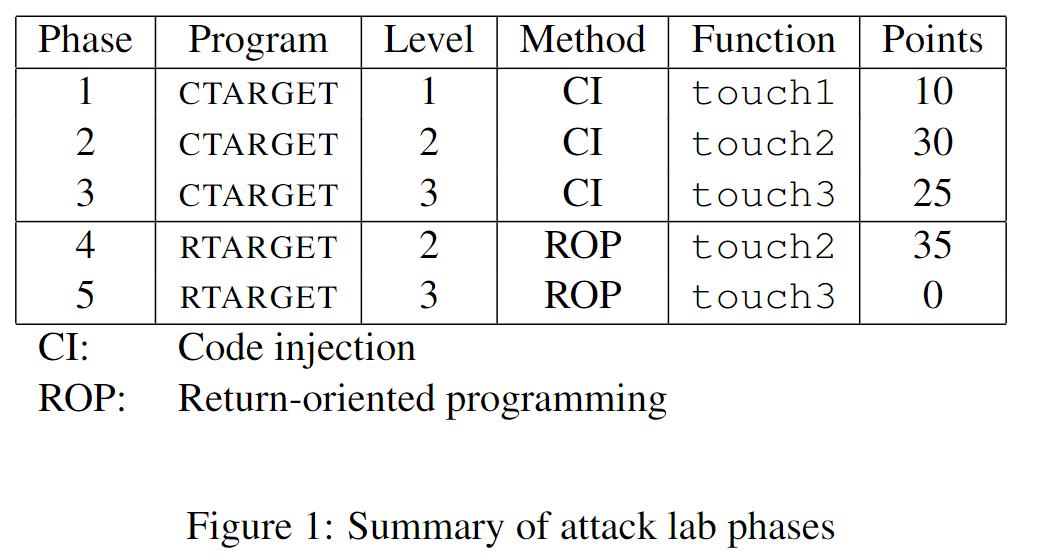 Phase Program Level Method Function Points
1 CTARGET 1 CI touch1 10
2 CTARGET 2 CI touch2 30
3 CTARGET 3 CI touch3 25
4 RTARGET 2 ROP touch2 35
5 RTARGET 3 ROP touch3 0
CI: Code injection
ROP: Return-oriented programming
Figure 1: Summary of attack lab phases